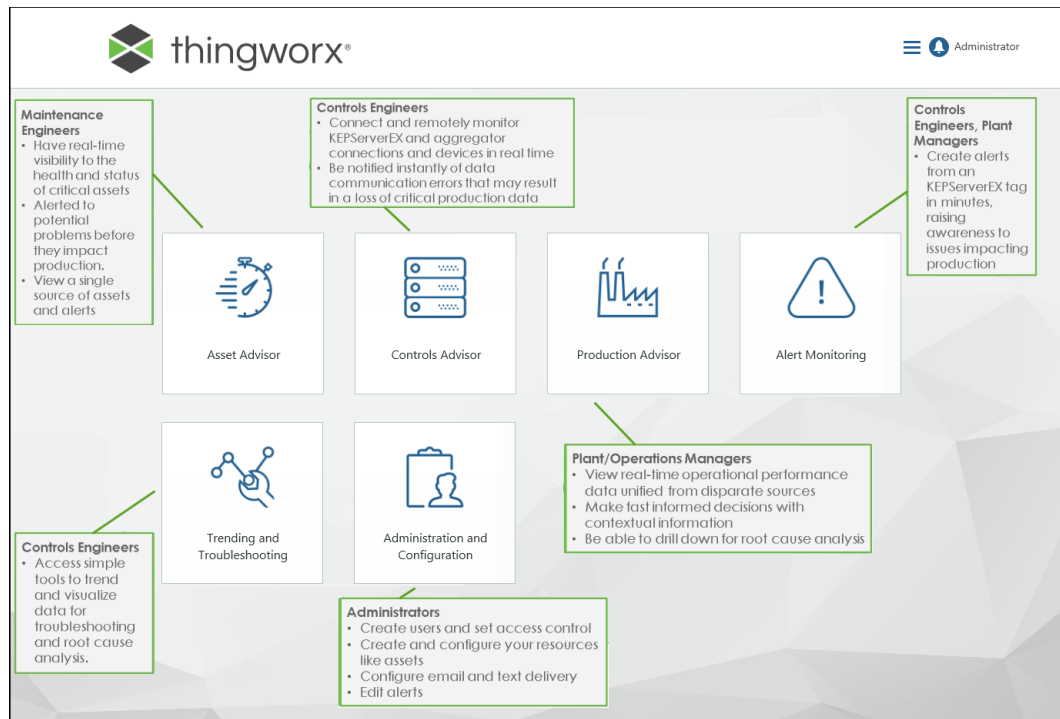 thingworx®
Administrator
Maintenance
Engineers
• Have real-time
visibility to the
health and status
of critical assets
• Alerted to
potential
problems before
they impact
production.
• View a single
source of assets
and alerts
Controls Engineers
• Connect and remotely monitor
KEPServerEX and aggregator
connections and devices in real time
• Be notified instantly of data
communication errors that may result
in a loss of critical production data
Controls
Engineers, Plant
Managers
• Create alerts
from an
KEPServerEX tag
in minutes,
raising
awareness to
issues impacting
production
Asset Advisor
Controls Advisor
Production Advisor
Alert Monitoring
Trending and
Troubleshooting
Administration and
Configuration
Plant/Operations Managers
• View real-time operational performance
data unified from disparate sources
• Make fast informed decisions with
contextual information
• Be able to drill down for root cause analysis
Controls Engineers
• Access simple
tools to trend
and visualize
data for
troubleshooting
and root cause
analysis.
Administrators
• Create users and set access control
• Create and configure your resources
like assets
• Configure email and text delivery
• Edit alerts